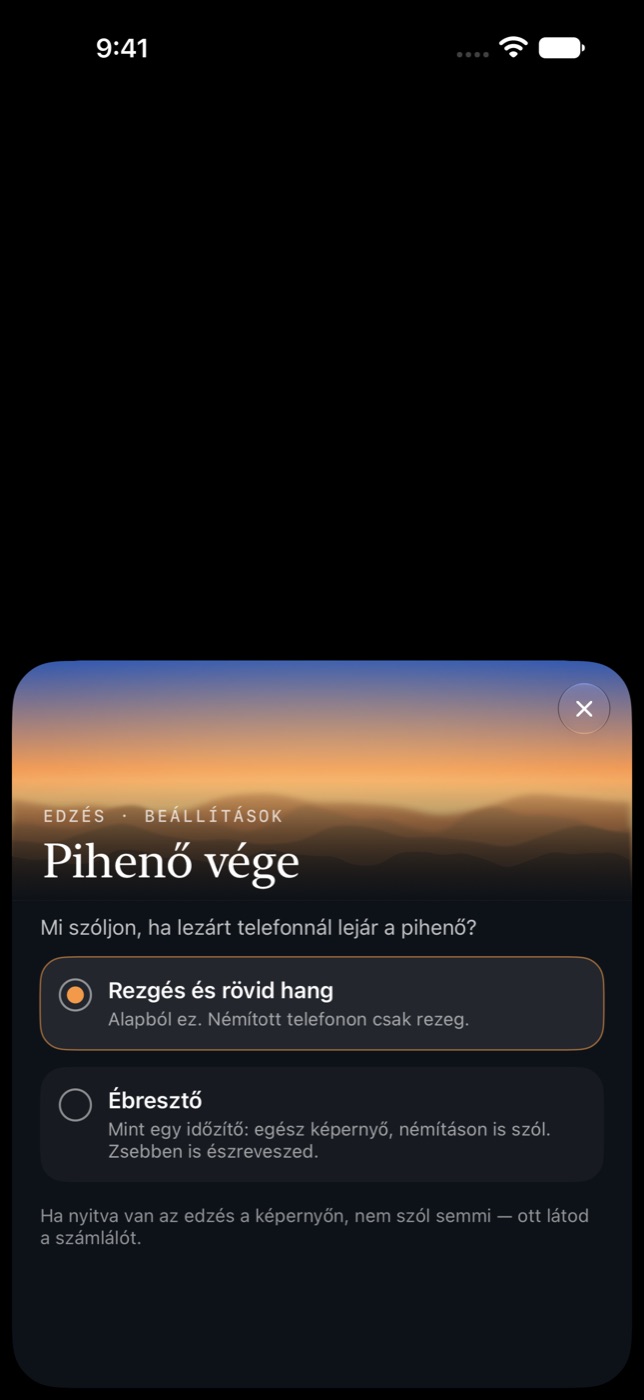 9:41
EDZÉS · BEÁLLÍTÁSOK
Pihenő vége
Mi szóljon, ha lezárt telefonnál lejár a pihenő?
Rezgés és rövid hang
Alapból ez. Némított telefonon csak rezeg.
Ébresztő
Mint egy időzítő: egész képernyő, némításon is szól.
Zsebben is észreveszed.
Ha nyitva van az edzés a képernyőn, nem szól semmi — ott látod
a számlálót.